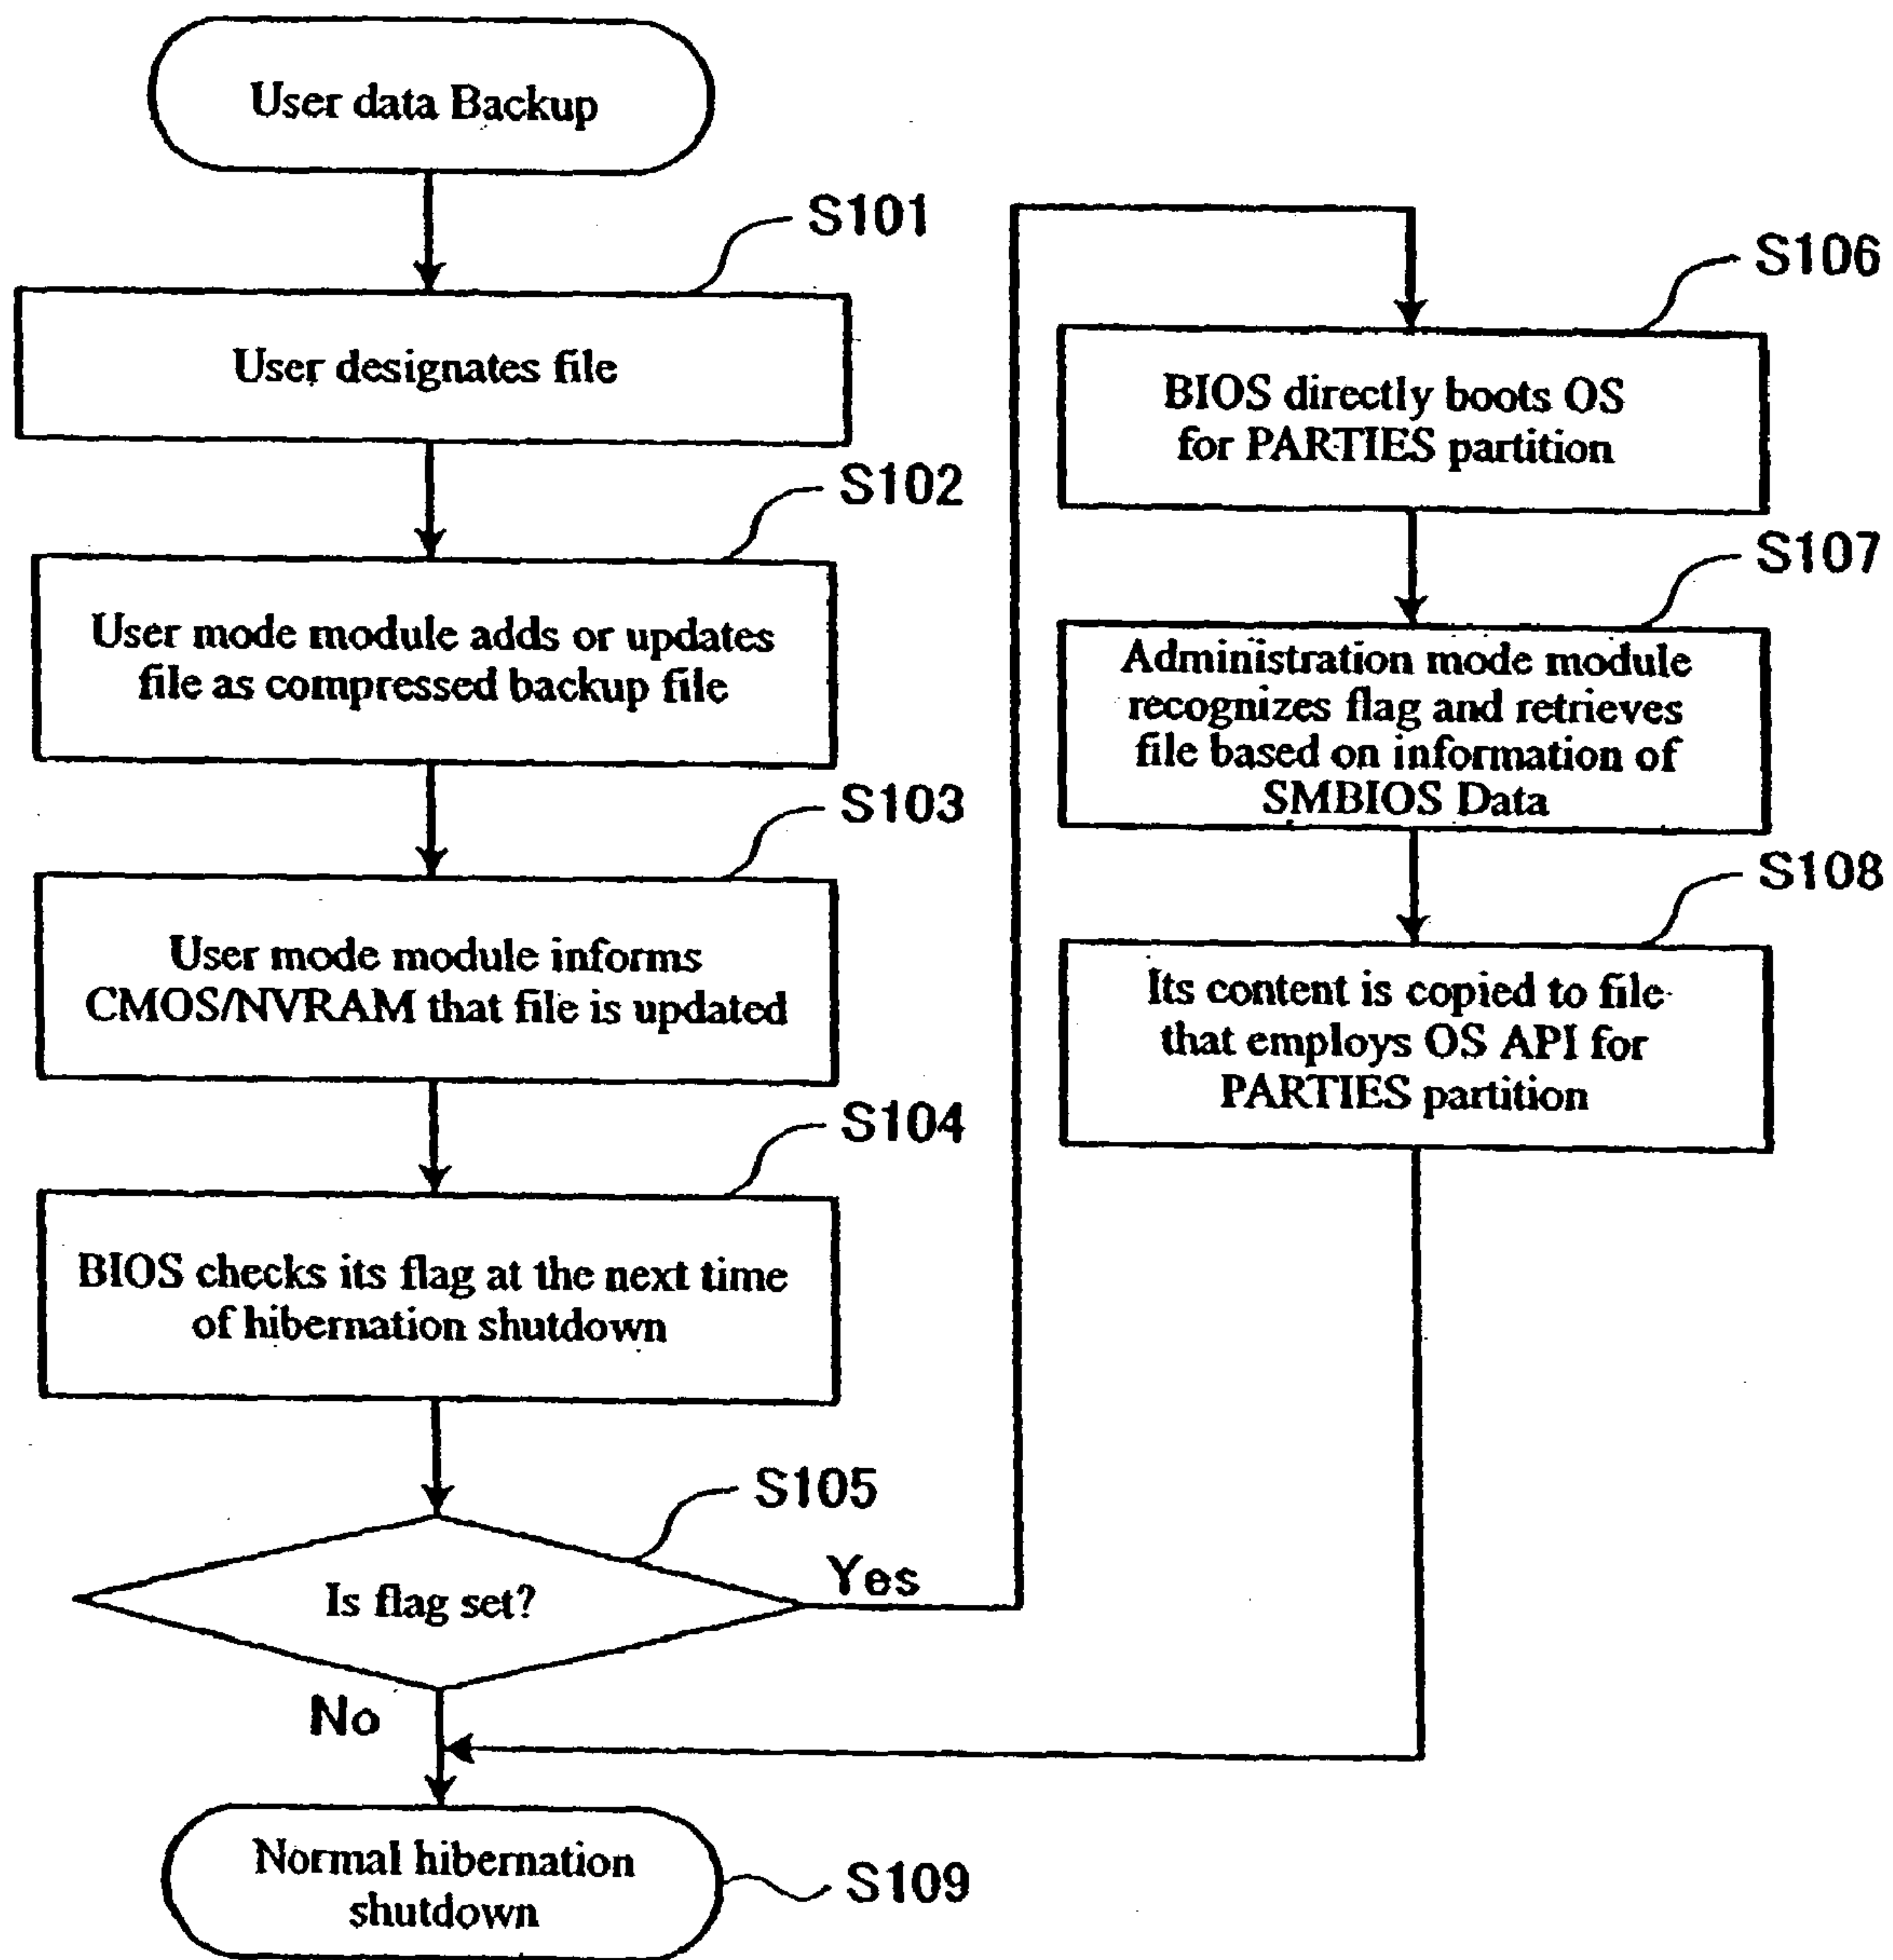 User data Backup
S101
User designates file
S102
User mode module adds or updates
file as compressed backup file
S103
User mode module informs
CMOS/NVRAM that file is updated
S104
BIOS checks its flag at the next time
of hibernation shutdown
S105
Is flag set?
Yes
No
S106
BIOS directly boots OS
for PARTIES partition
S107
Administration mode module
recognizes flag and retrieves
file based on information of
SMBIOS Data
S108
Its content is copied to file
that employs OS API for
PARTIES partition
Normal hibernation
shutdown
S109